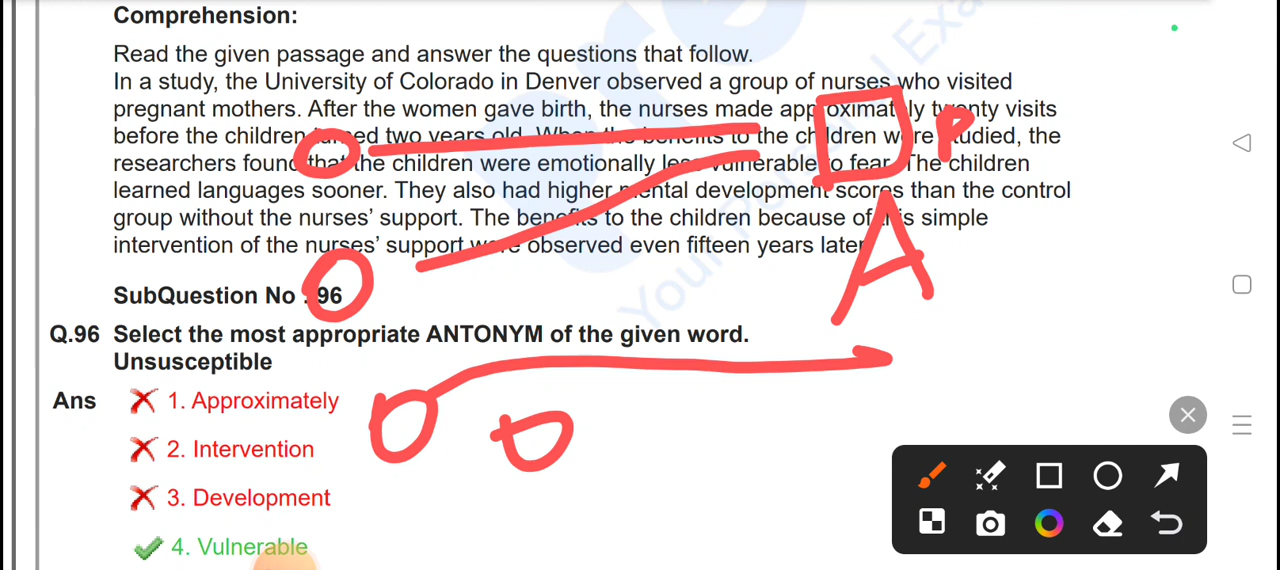 Comprehension:
Read the given passage and answer the questions that follow.
In a study, the University of Colorado in Denver observed a group of nurses who visited
pregnant mothers. After the women gave birth, the nurses made approximately twenty visits
before the children turned two years old. When the benefits to the children were studied, the
researchers found that the children were emotionally less vulnerable to fear. The children
learned languages sooner. They also had higher mental development scores than the control
group without the nurses' support. The benefits to the children because of this simple
intervention of the nurses' support were observed even fifteen years later.
D P
A
SubQuestion No : 96
Q.96 Select the most appropriate ANTONYM of the given word.
Unsusceptible
Ans 1. Approximately
2. Intervention
3. Development
4. Vulnerable